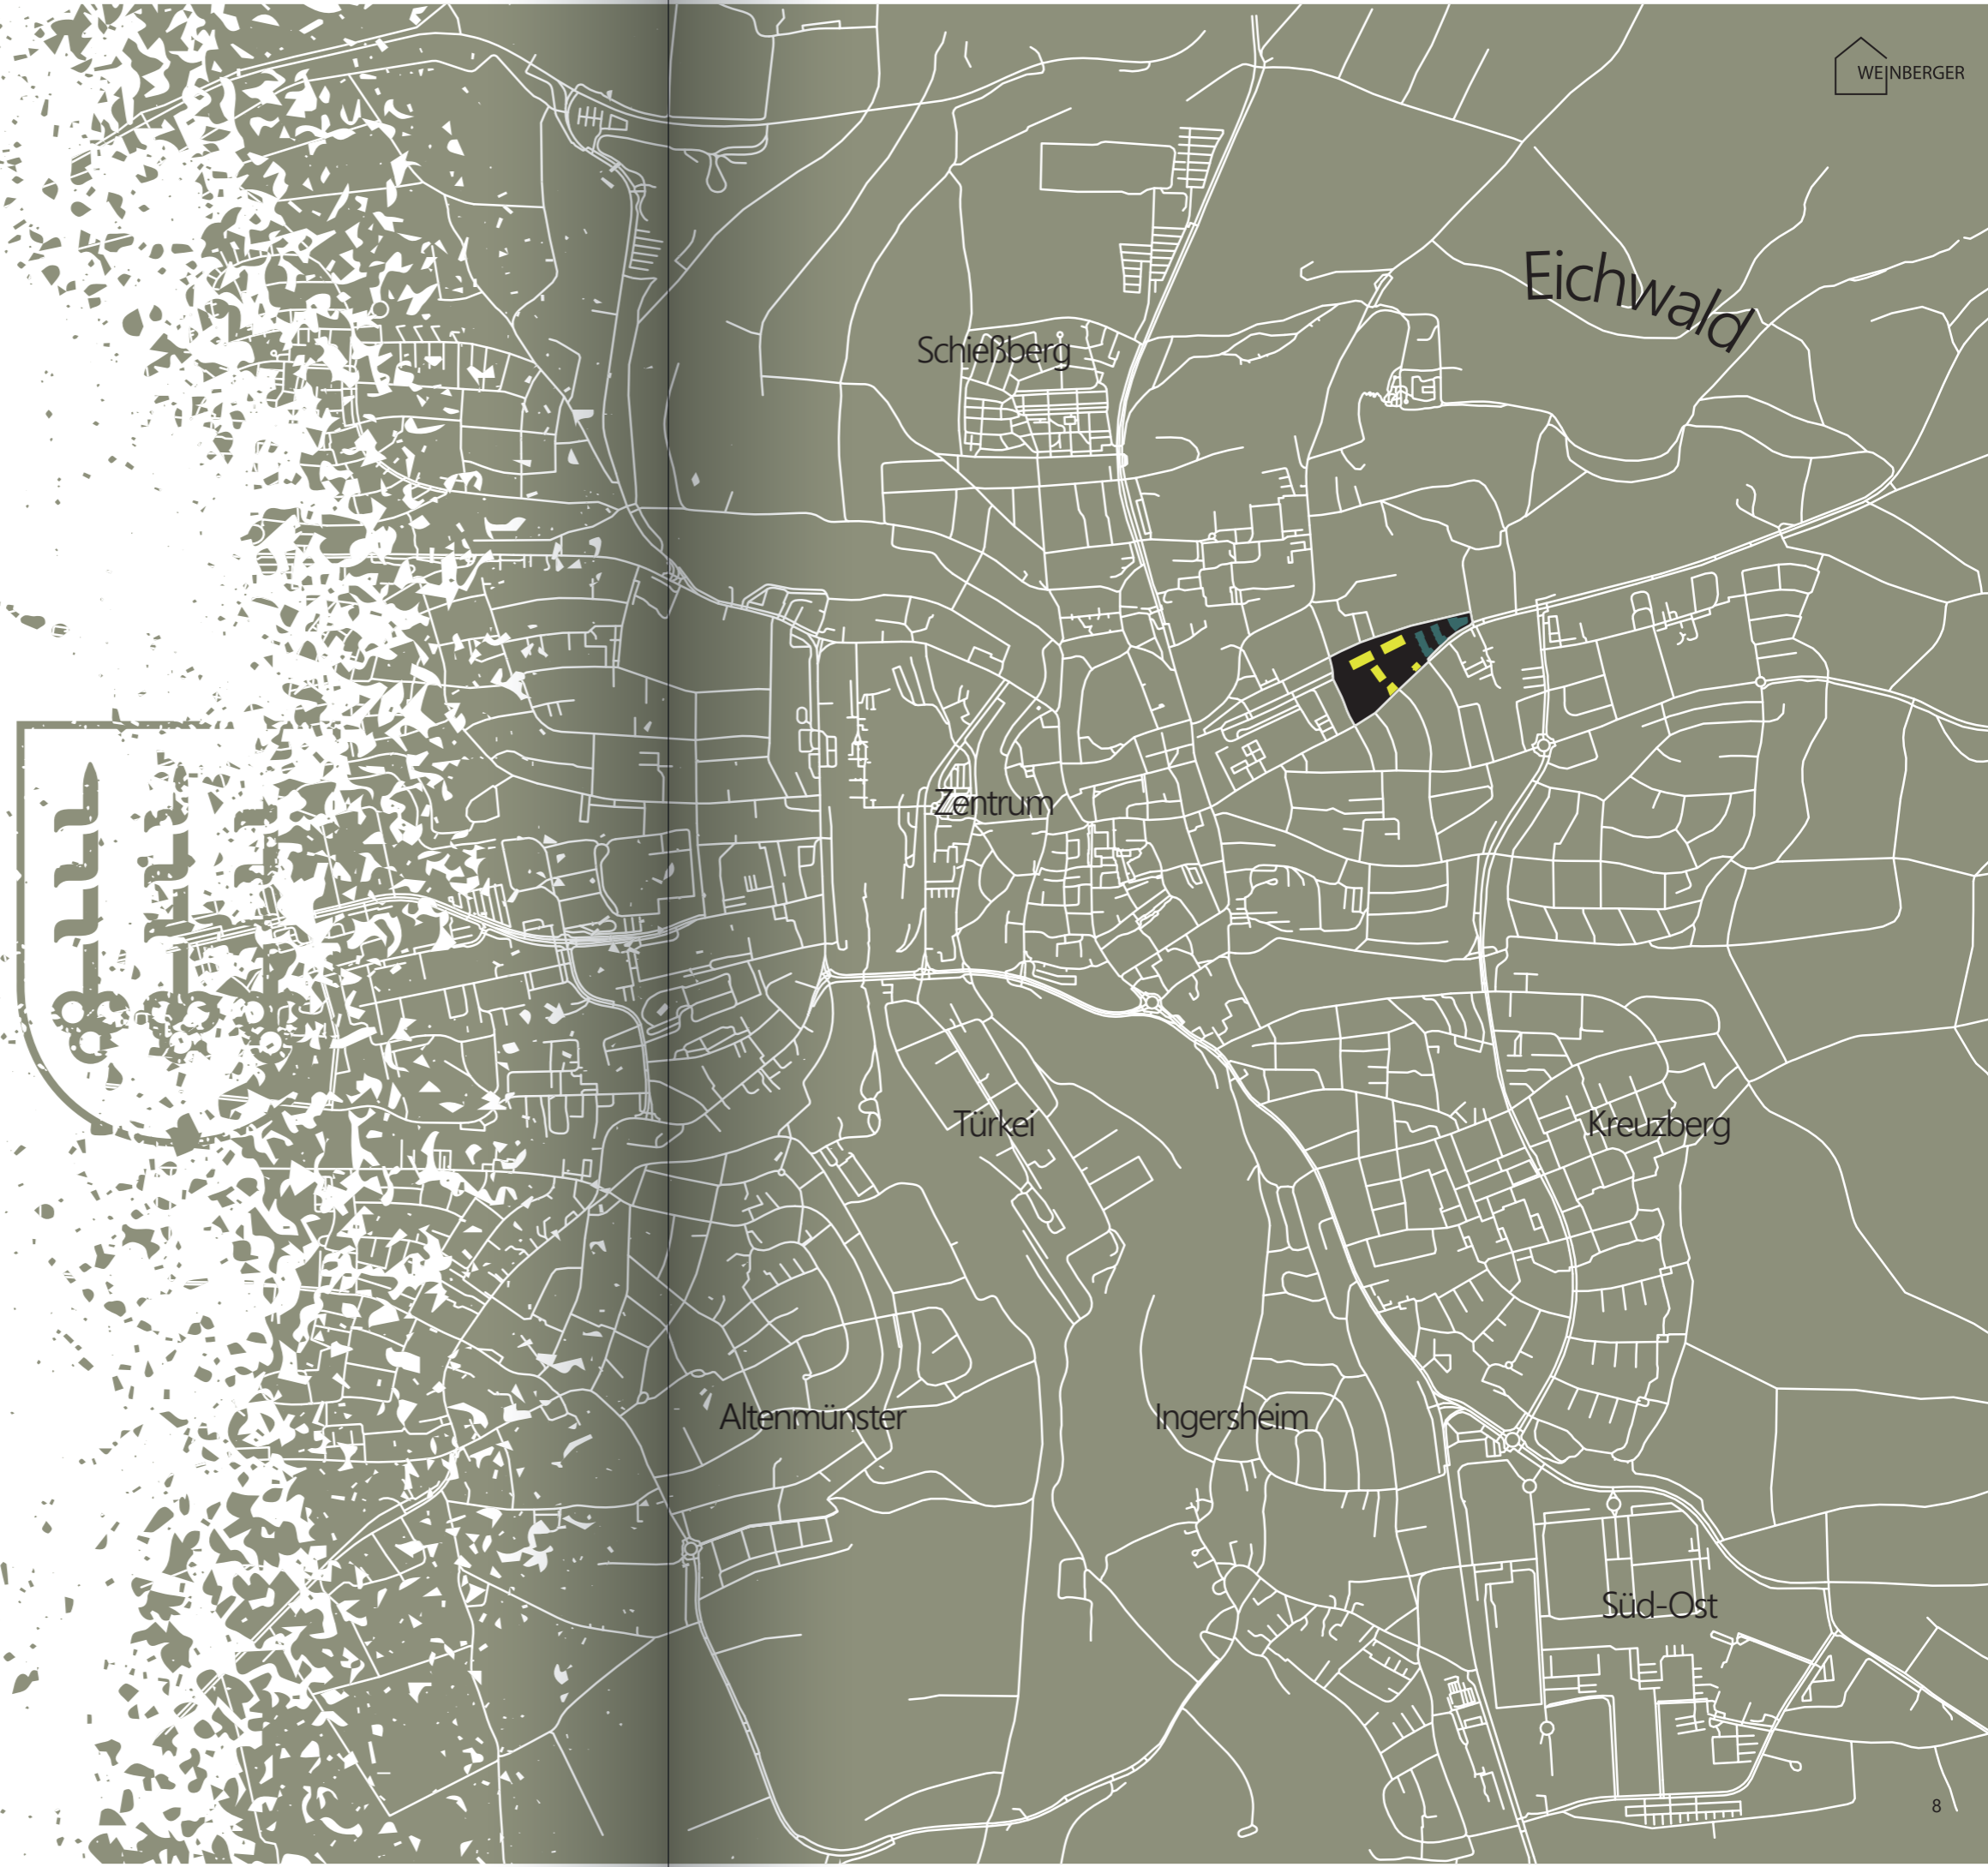 WEINBERGER
Eichwald
Schießberg
Zentrum
Türkei
Kreuzberg
Altenmünster
Ingersheim
Süd-Ost
8